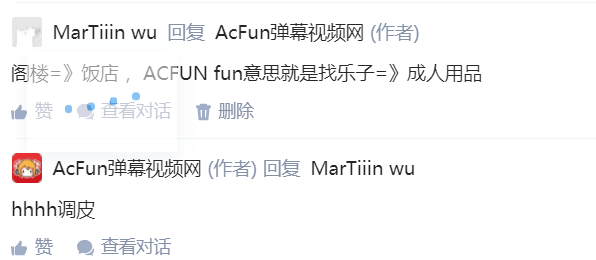 MarTiiin wu 回复 AcFun弹幕视频网 (作者)
阁楼=》饭店 ，ACFUN fun意思就是找乐子=》成人用品
赞 查看对话 删除
AcFun弹幕视频网 (作者) 回复 MarTiiin wu
hhhh调皮
赞 查看对话